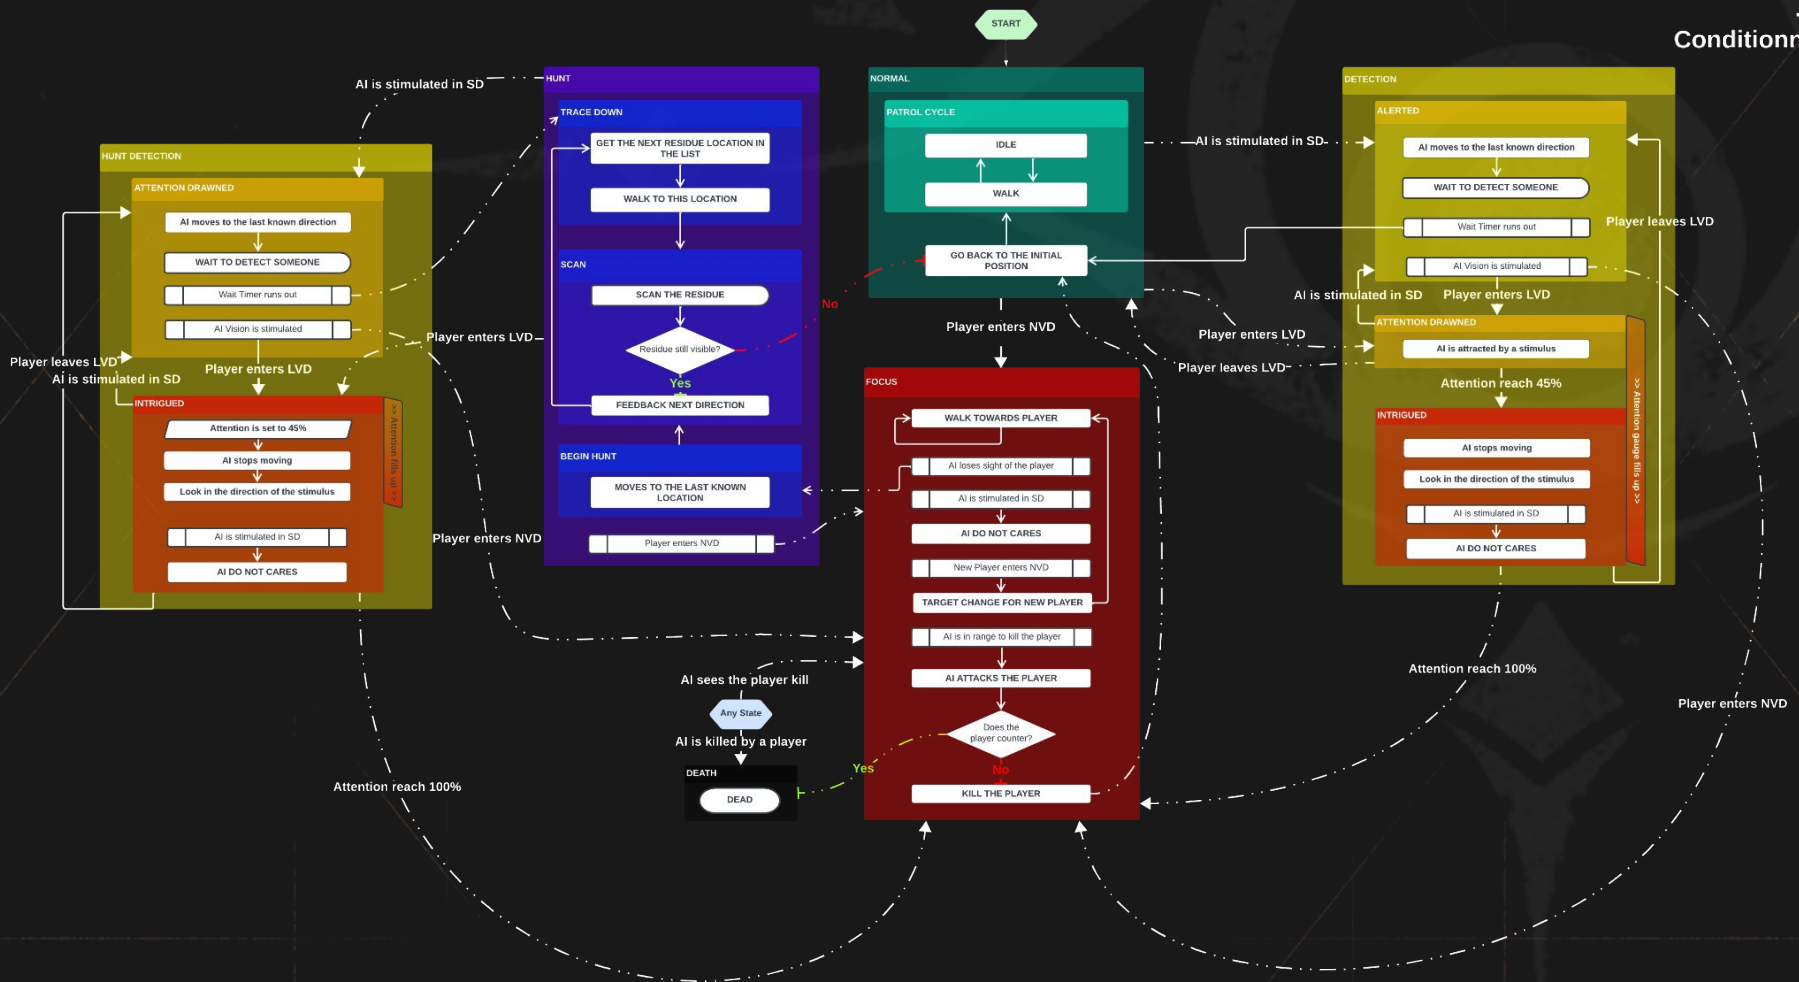 START
Conditionn
AI is stimulated in SD
HUNT DETECTION
ATTENTION DRAWNED
AI moves to the last known direction
WAIT TO DETECT SOMEONE
Wait Timer runs out
AI Vision is stimulated
Player leaves LVD
AI is stimulated in SD
Player enters LVD
INTRIGUED
Attention is set to 45%
AI stops moving
Look in the direction of the stimulus
AI is stimulated in SD
AI DO NOT CARES
>> Attention fills up >>
Player enters LVD
Player enters NVD
Attention reach 100%
HUNT
TRACE DOWN
GET THE NEXT RESIDUE LOCATION IN
THE LIST
WALK TO THIS LOCATION
SCAN
SCAN THE RESIDUE
Residue still visible?
No
Yes
FEEDBACK NEXT DIRECTION
BEGIN HUNT
MOVES TO THE LAST KNOWN
LOCATION
Player enters NVD
NORMAL
PATROL CYCLE
IDLE
WALK
GO BACK TO THE INITIAL
POSITION
Player enters NVD
FOCUS
WALK TOWARDS PLAYER
AI loses sight of the player
AI is stimulated in SD
AI DO NOT CARES
New Player enters NVD
TARGET CHANGE FOR NEW PLAYER
AI is in range to kill the player
AI ATTACKS THE PLAYER
Does the
player counter?
Yes
No
KILL THE PLAYER
AI sees the player kill
Any State
AI is killed by a player
DEATH
DEAD
AI is stimulated in SD
Player enters LVD
Player leaves LVD
DETECTION
ALERTED
AI moves to the last known direction
WAIT TO DETECT SOMEONE
Wait Timer runs out
Player leaves LVD
AI Vision is stimulated
AI is stimulated in SD
Player enters LVD
ATTENTION DRAWNED
AI is attracted by a stimulus
Attention reach 45%
INTRIGUED
AI stops moving
Look in the direction of the stimulus
AI is stimulated in SD
AI DO NOT CARES
>> Attention gauge fills up >>
Attention reach 100%
Player enters NVD